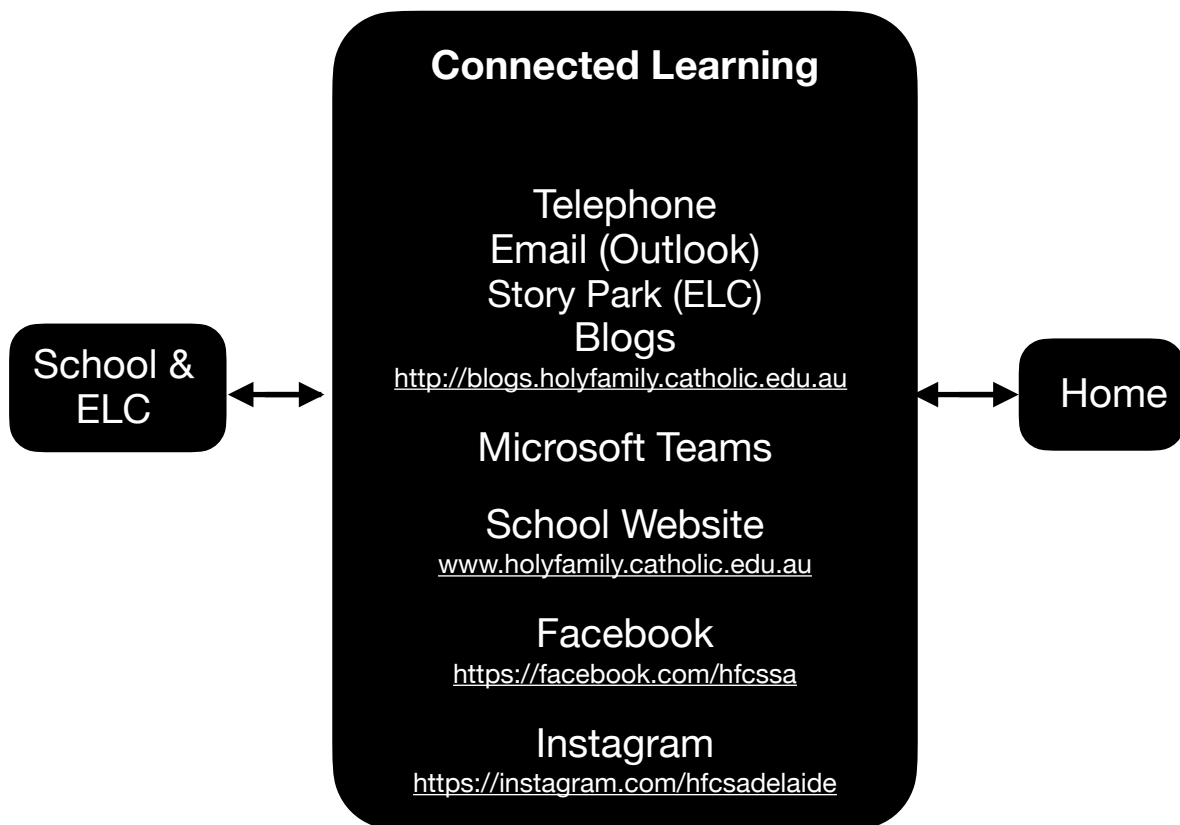 Connected Learning
Telephone
Email (Outlook)
Story Park (ELC)
Blogs
http://blogs.holyfamily.catholic.edu.au
School &
ELC
Home
Microsoft Teams
School Website
www.holyfamily.catholic.edu.au
Facebook
https://facebook.com/hfcssa
Instagram
https://instagram.com/hfcsadelaide